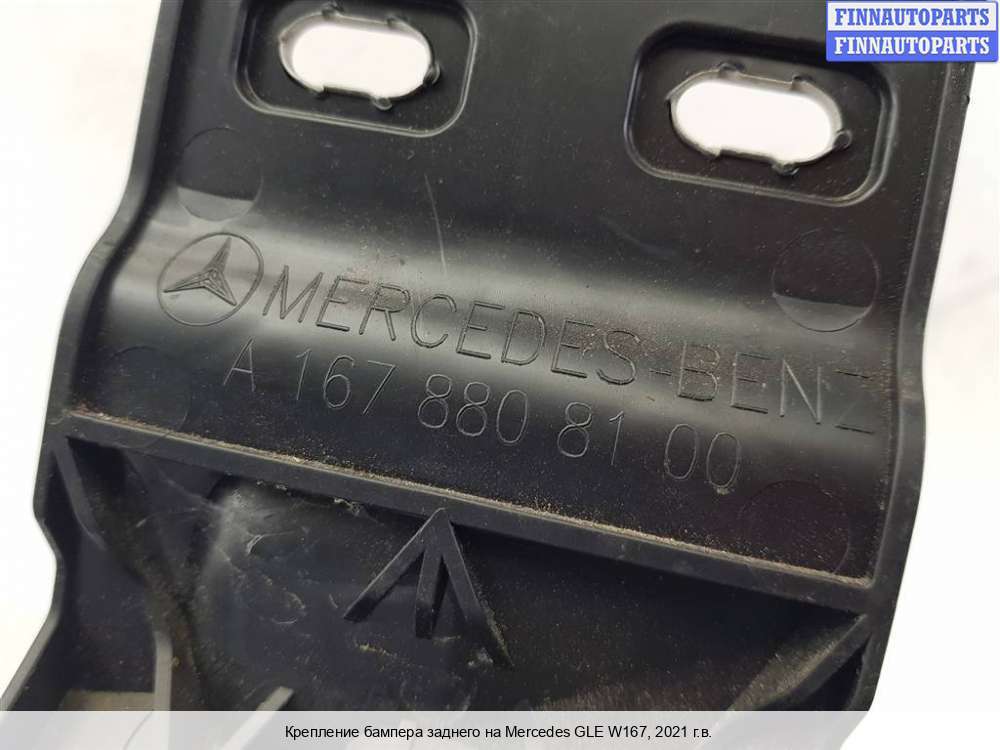 FINNAUTOPARTS
FINNAUTOPARTS
MERCEDES-BENZ
A 167 880 81 00
Крепление бампера заднего на Mercedes GLE W167, 2021 г.в.